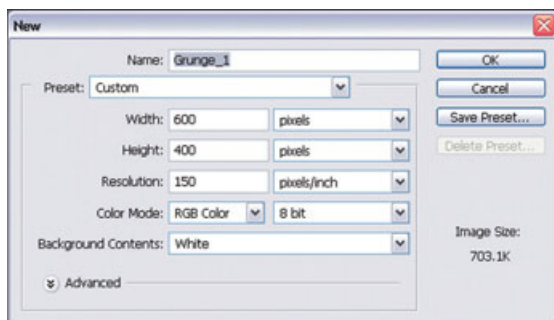 New
Name: Grunge_1
OK
Preset: Custom
Cancel
Width: 600 pixels
Save Preset...
Height: 400 pixels
Delete Preset...
Resolution: 150 pixels/inch
Color Mode: RGB Color 8 bit
Image Size:
Background Contents: White
703.1K
Advanced